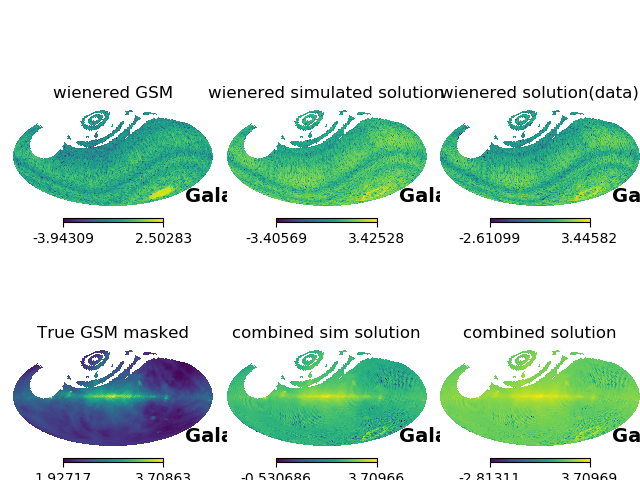 wienered GSM
wienered simulated solution
wienered solution(data)
Gala
Gala
Ga
-3.94309 2.50283
-3.40569 3.42528
-2.61099 3.44582
True GSM masked
combined sim solution
combined solution
Gala
Gala
Ga
1.92717 3.70863
-0.530686 3.70966
-2.81311 3.70969